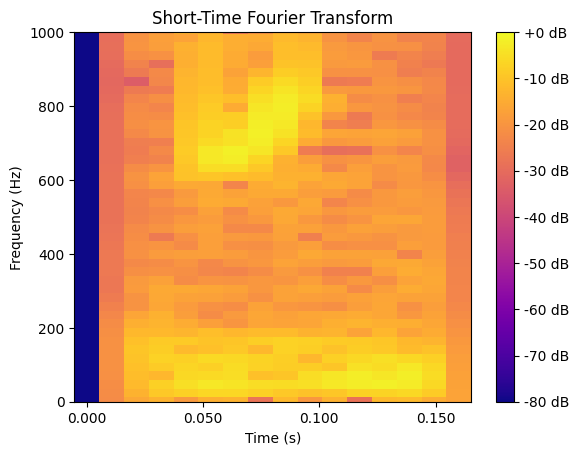 Short-Time Fourier Transform
1000
800
600
400
200
0
Frequency (Hz)
0.000
0.050
0.100
0.150
Time (s)
+0 dB
-10 dB
-20 dB
-30 dB
-40 dB
-50 dB
-60 dB
-70 dB
-80 dB